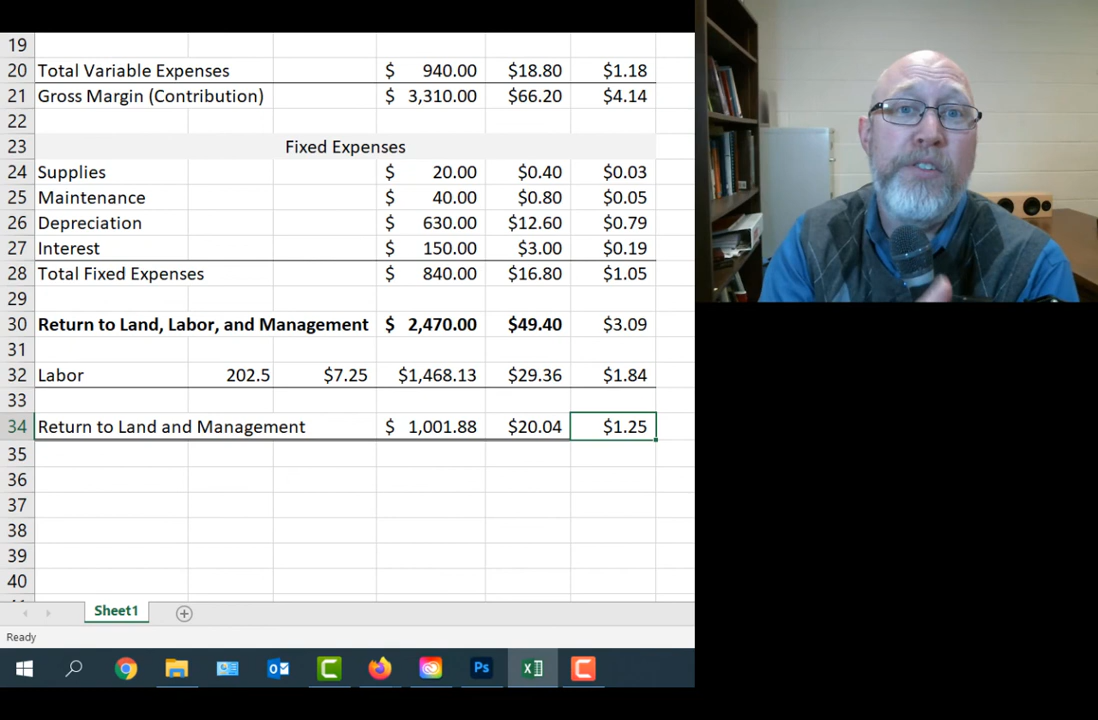 19
20 Total Variable Expenses $ 940.00 $18.80 $1.18
21 Gross Margin (Contribution) $ 3,310.00 $66.20 $4.14
22
23 Fixed Expenses
24 Supplies $ 20.00 $0.40 $0.03
25 Maintenance $ 40.00 $0.80 $0.05
26 Depreciation $ 630.00 $12.60 $0.79
27 Interest $ 150.00 $3.00 $0.19
28 Total Fixed Expenses $ 840.00 $16.80 $1.05
29
30 Return to Land, Labor, and Management $ 2,470.00 $49.40 $3.09
31
32 Labor 202.5 $7.25 $1,468.13 $29.36 $1.84
33
34 Return to Land and Management $ 1,001.88 $20.04 $1.25
35
36
37
38
39
40
Sheet1
Ready
Ps